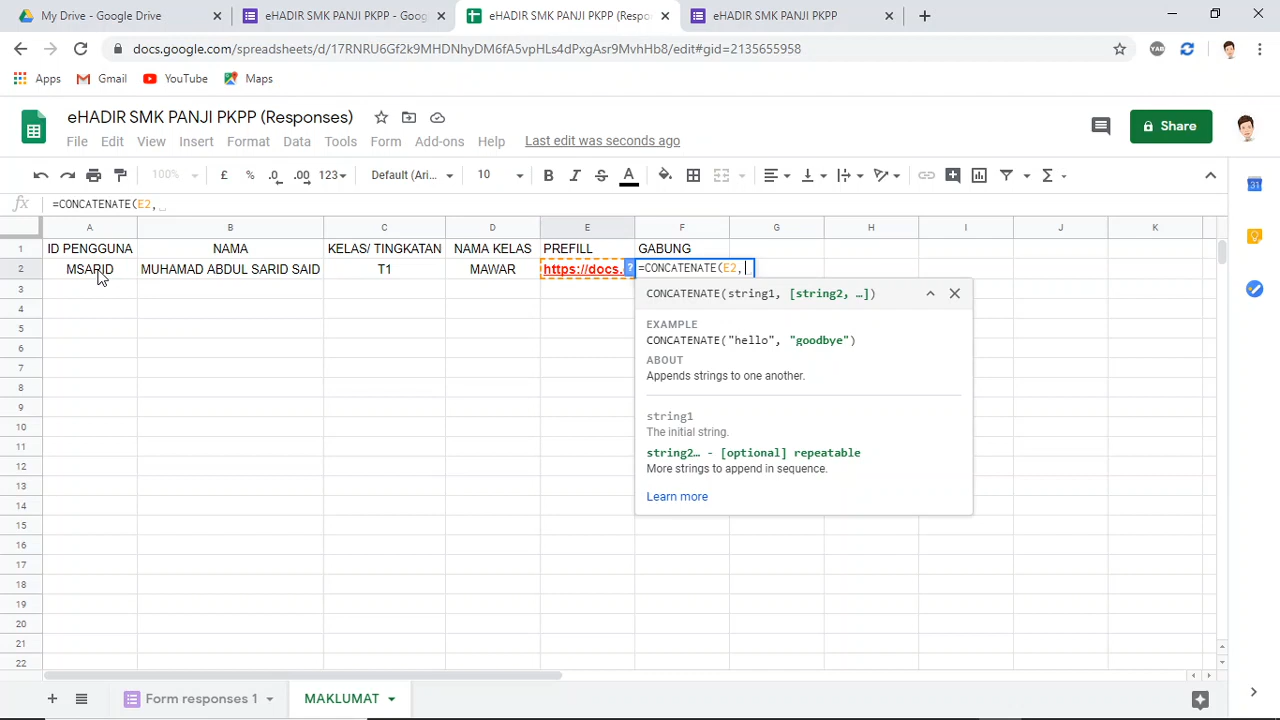 My Drive - Google Drive
eHADIR SMK PANJI PKPP - Goog
eHADIR SMK PANJI PKPP (Respo
eHADIR SMK PANJI PKPP
docs.google.com/spreadsheets/d/17RNRU6Gf2k9MHDNhyDM6fA5vpHLs4dPxgAsr9MvhHb8/edit#gid=2135655958
Apps
Gmail
YouTube
Maps
eHADIR SMK PANJI PKPP (Responses)
File Edit View Insert Format Data Tools Form Add-ons Help Last edit was seconds ago
Share
100% £ % .0 .00 123 Default (Ari... 10 B I S A Σ
fx =CONCATENATE(E2,
A B C D E F G H I J K
1 ID PENGGUNA NAMA KELAS/ TINGKATAN NAMA KELAS PREFILL GABUNG
2 MSARID MUHAMAD ABDUL SARID SAID T1 MAWAR https://docs. ? =CONCATENATE(E2,
3
CONCATENATE(string1, [string2, …])
4
EXAMPLE
5
CONCATENATE("hello", "goodbye")
6
ABOUT
7
Appends strings to one another.
8
9
string1
10
The initial string.
11
string2… - [optional] repeatable
12
More strings to append in sequence.
13
Learn more
14
15
16
17
18
19
20
21
22
Form responses 1
MAKLUMAT
YAB
31